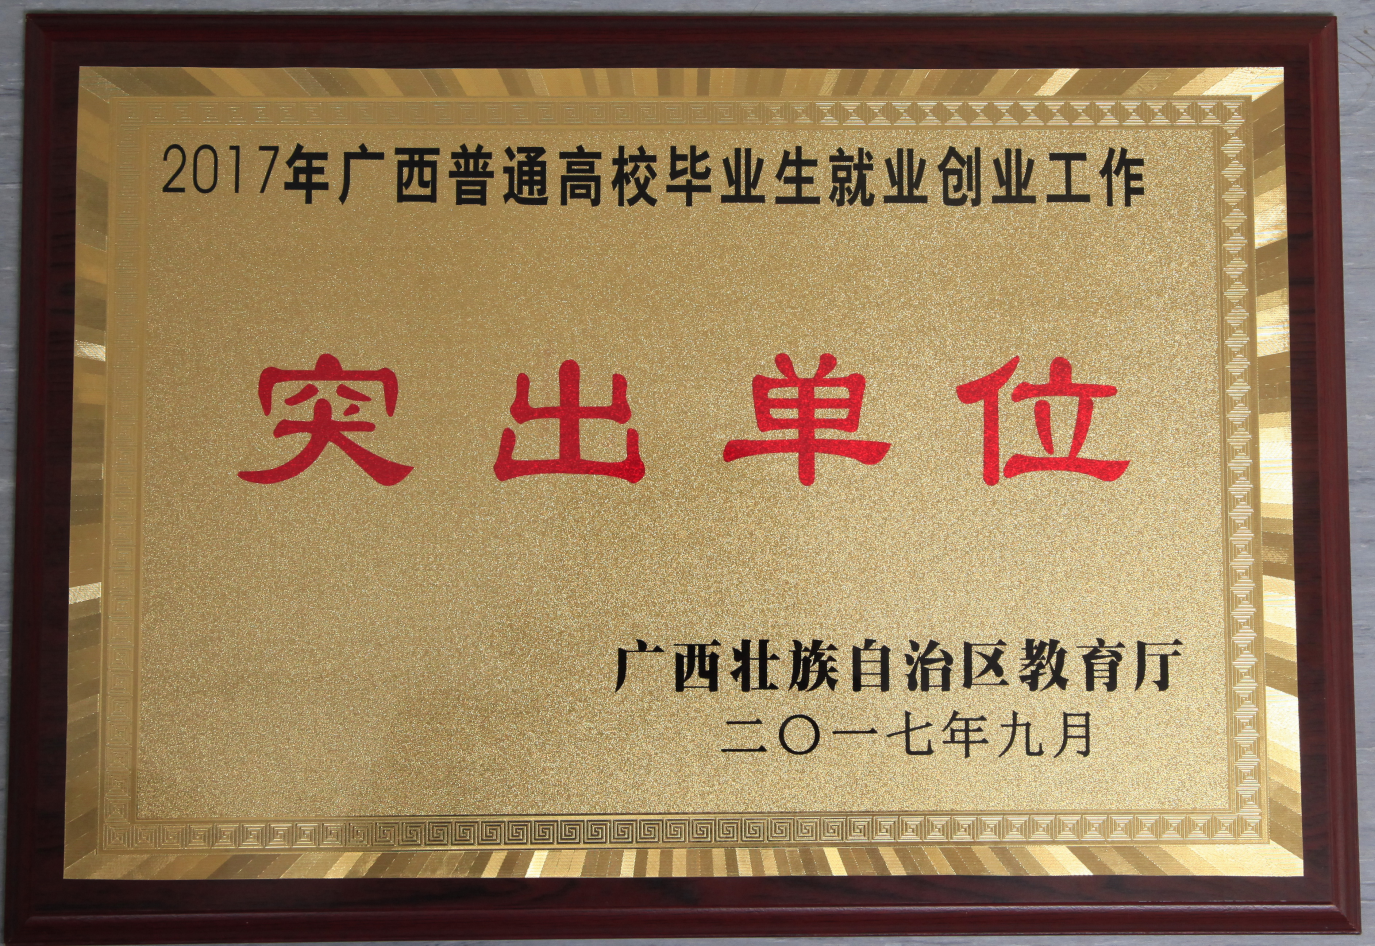 2017年广西普通高校毕业生就业创业工作
突出单位
广西壮族自治区教育厅
二〇一七年九月